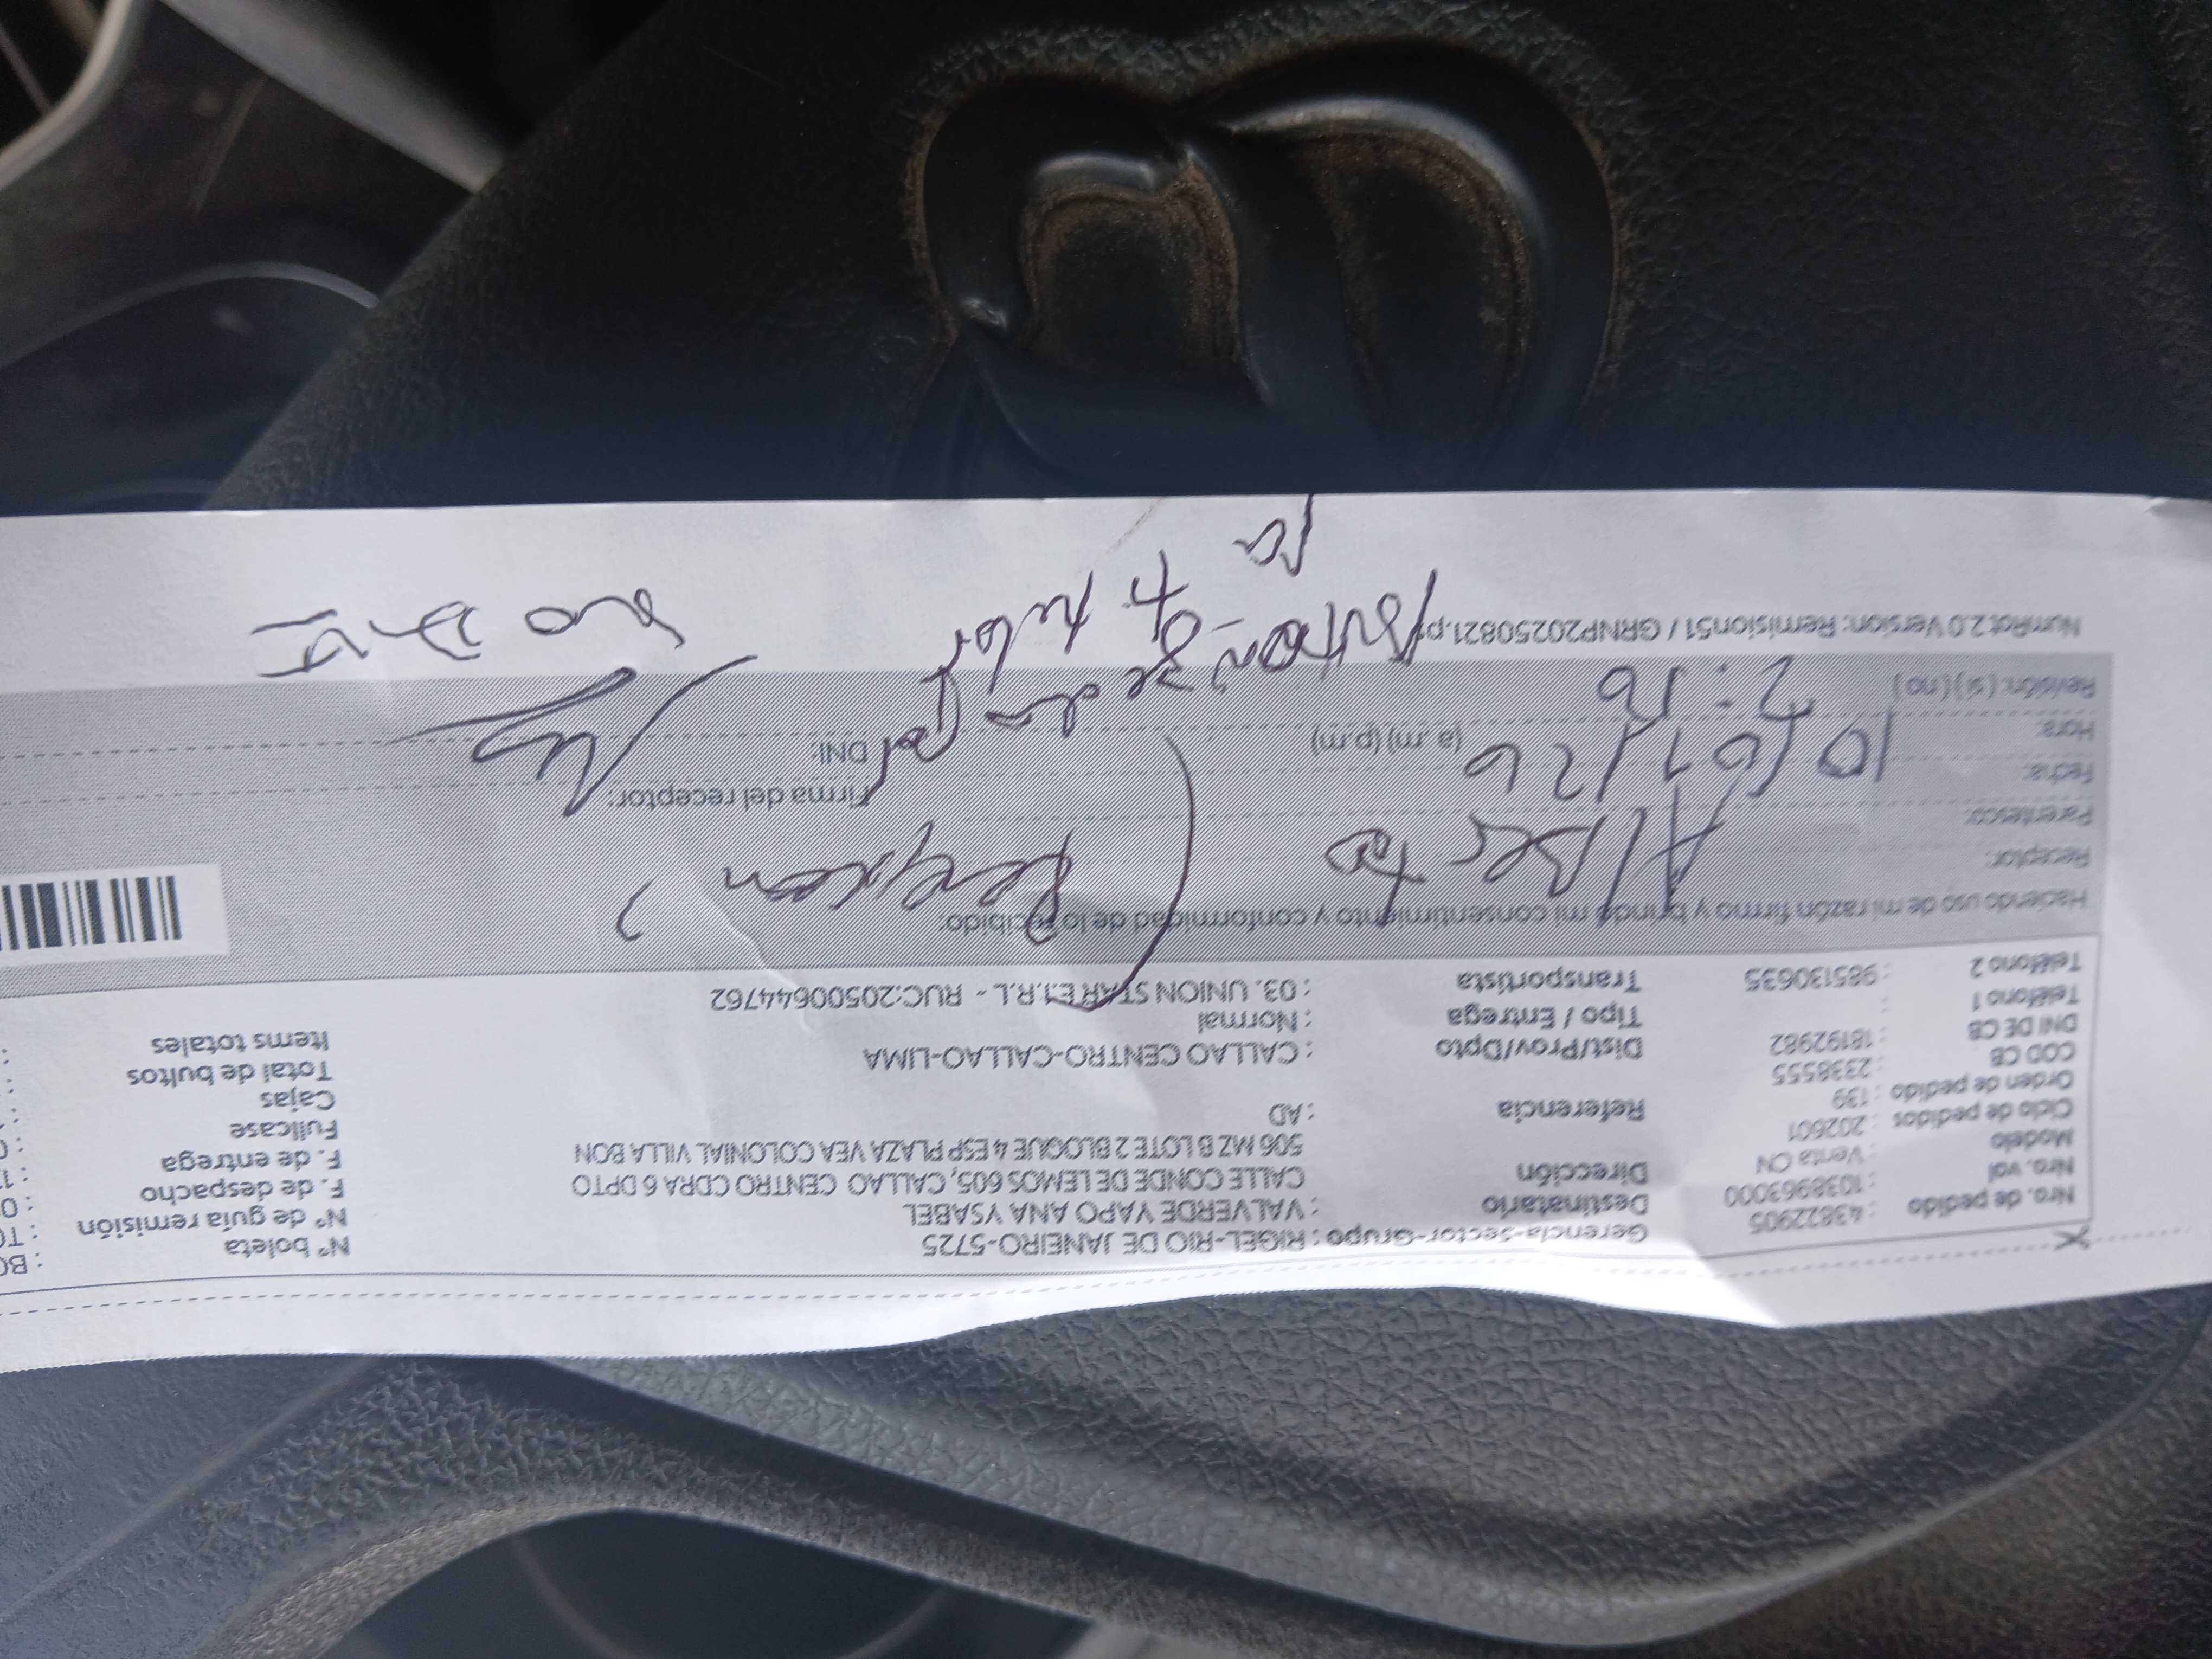 Gerencia-Sector-Grupo : RIGEL-RIO DE JANEIRO-5725
Nro. de pedido : 43822905
Nro. vol : 1038963000
Modelo : Venta CN
Ciclo de pedidos : 202601
Orden de pedido : 139
COD CB : 2338555
DNI DE CB : 18192982
Teléfono 1 :
Teléfono 2 : 985130635
Destinatario : VALVERDE YAPO ANA YSABEL
Dirección CALLE CONDE DE LEMOS 605, CALLAO CENTRO CDRA 6 DPTO
506 MZ B LOTE 2 BLOQUE 4 ESP PLAZA VEA COLONIAL VILLA BON
Referencia : AD
Dist/Prov/Dpto : CALLAO CENTRO-CALLAO-LIMA
Tipo / Entrega : Normal
Transportista : 03. UNION STAR E.I.R.L - RUC:20500644762
N° boleta : BO
N° de guía remisión
F. de despacho
F. de entrega
Fullcase
Cajas
Total de bultos
Items totales
Haciendo uso de mi razón firmo y brindo mi consentimiento y conformidad de lo recibido:
Receptor: Alberto
Parentesco:
Firma del receptor:
Fecha: 10/01/26
Hora: 2:16 (a.m) (p.m)
DNI:
Revisión: ( si ) ( no )
NumRot2.0 Version: Remision51 / GRNP20250821.p
no DNI